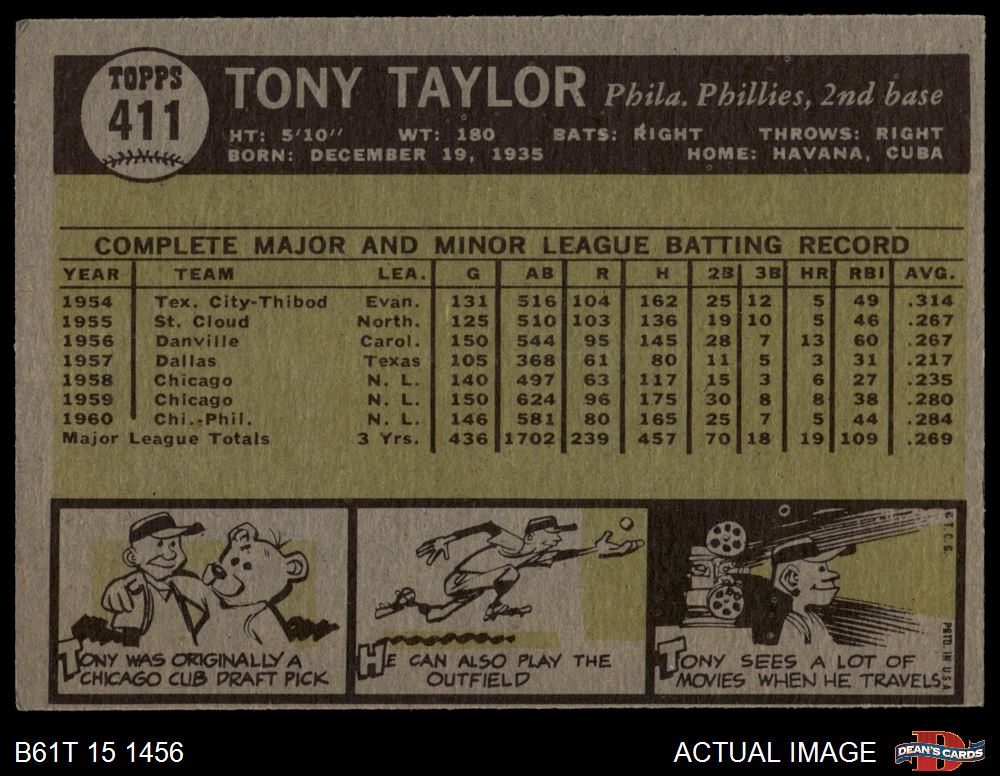 TOPPS
411
TONY TAYLOR Phila. Phillies, 2nd base
HT: 5'10" WT: 180 BATS: RIGHT THROWS: RIGHT
BORN: DECEMBER 19, 1935 HOME: HAVANA, CUBA
COMPLETE MAJOR AND MINOR LEAGUE BATTING RECORD
YEAR TEAM LEA. G AB R H 2B 3B HR RBI AVG.
1954 Tex. City-Thibod Evan. 131 516 104 162 25 12 5 49 .314
1955 St. Cloud North. 125 510 103 136 19 10 5 46 .267
1956 Danville Carol. 150 544 95 145 28 7 13 60 .267
1957 Dallas Texas 105 368 61 80 11 5 3 31 .217
1958 Chicago N. L. 140 497 63 117 15 3 6 27 .235
1959 Chicago N. L. 150 624 96 175 30 8 8 38 .280
1960 Chi.-Phil. N. L. 146 581 80 165 25 7 5 44 .284
Major League Totals 3 Yrs. 436 1702 239 457 70 18 19 109 .269
TONY WAS ORIGINALLY A
CHICAGO CUB DRAFT PICK
HE CAN ALSO PLAY THE
OUTFIELD
TONY SEES A LOT OF
MOVIES WHEN HE TRAVELS.
© T.C.G.
PRTD IN USA
B61T 15 1456
ACTUAL IMAGE
DEAN'S CARDS